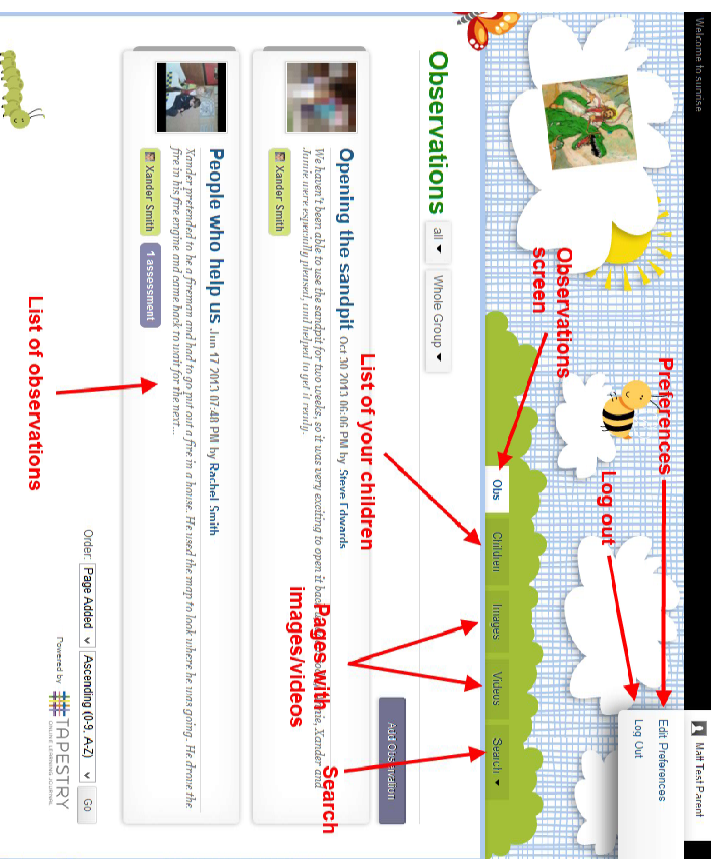 Welcome to sunrise
Matt Test Parent
Edit Preferences
Log Out
Preferences
Log out
Observations
screen
Obs
Children
Images
Videos
Search
Observations
all
Whole Group
Add Observation
List of your children
Opening the sandpit Oct 30 2013 06:06 PM by Steve Edwards
We haven't been able to use the sandpit for two weeks, so it was very exciting to open it back Xander and
Jamie were especially pleased, and helped to get it ready.
Xander Smith
Pages with
images/videos
Search
People who help us Jun 17 2013 07:48 PM by Rachel Smith
Xander pretended to be a fireman and had to go put out a fire in a house. He used the map to look where he was going. He drove the
fire in his fire engine and came back to wait for the next...
Xander Smith
1 assessment
List of observations
Order: Page Added Ascending (0-9, A-Z) Go
Powered by TAPESTRY
ONLINE LEARNING JOURNAL